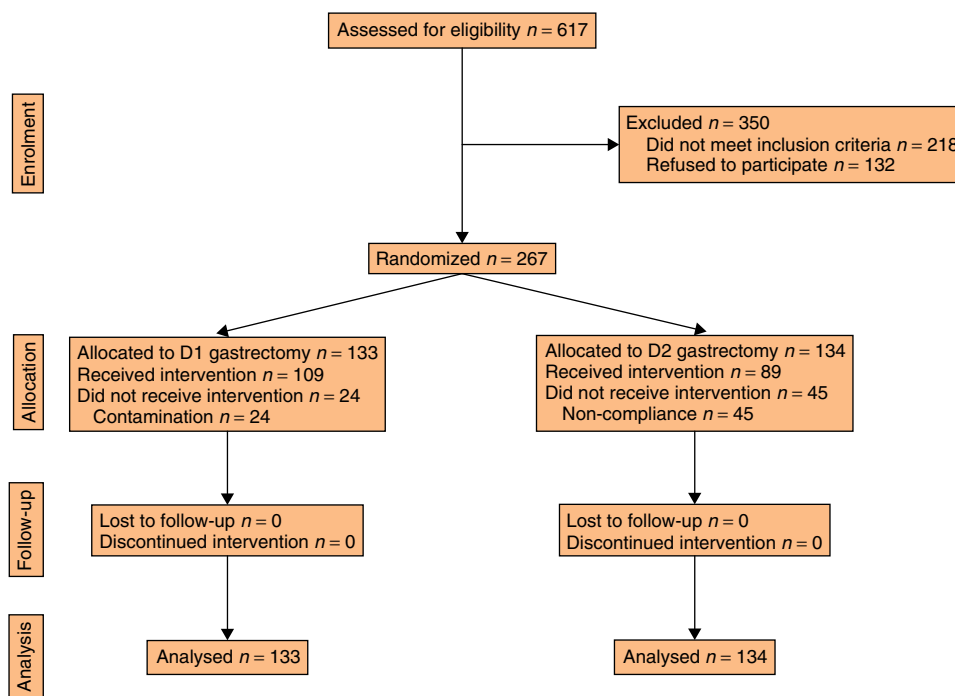 Assessed for eligibility n = 617
Enrolment
Excluded n = 350
Did not meet inclusion criteria n = 218
Refused to participate n = 132
Randomized n = 267
Allocation
Allocated to D1 gastrectomy n = 133
Received intervention n = 109
Did not receive intervention n = 24
Contamination n = 24
Allocated to D2 gastrectomy n = 134
Received intervention n = 89
Did not receive intervention n = 45
Non-compliance n = 45
Follow-up
Lost to follow-up n = 0
Discontinued intervention n = 0
Lost to follow-up n = 0
Discontinued intervention n = 0
Analysis
Analysed n = 133
Analysed n = 134